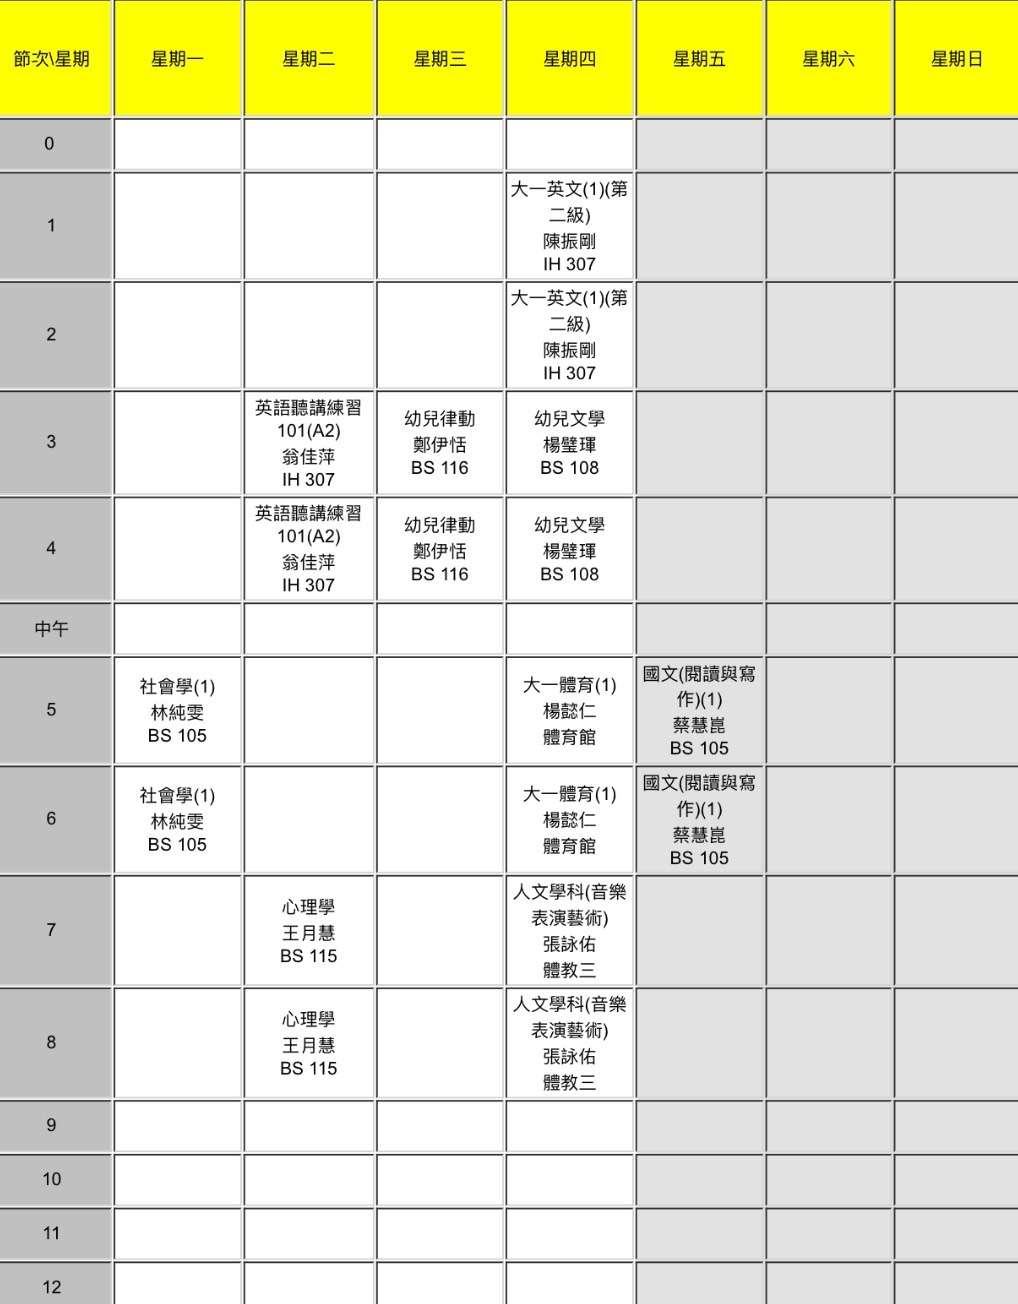 節次\星期 星期一 星期二 星期三 星期四 星期五 星期六 星期日
0
1
大一英文(1)(第
二級)
陳振剛
IH 307
2
大一英文(1)(第
二級)
陳振剛
IH 307
3
英語聽講練習
101(A2)
翁佳萍
IH 307
幼兒律動
鄭伊恬
BS 116
幼兒文學
楊璧琿
BS 108
4
英語聽講練習
101(A2)
翁佳萍
IH 307
幼兒律動
鄭伊恬
BS 116
幼兒文學
楊璧琿
BS 108
中午
5
社會學(1)
林純雯
BS 105
大一體育(1)
楊懿仁
體育館
國文(閱讀與寫
作)(1)
蔡慧崑
BS 105
6
社會學(1)
林純雯
BS 105
大一體育(1)
楊懿仁
體育館
國文(閱讀與寫
作)(1)
蔡慧崑
BS 105
7
心理學
王月慧
BS 115
人文學科(音樂
表演藝術)
張詠佑
體教三
8
心理學
王月慧
BS 115
人文學科(音樂
表演藝術)
張詠佑
體教三
9
10
11
12